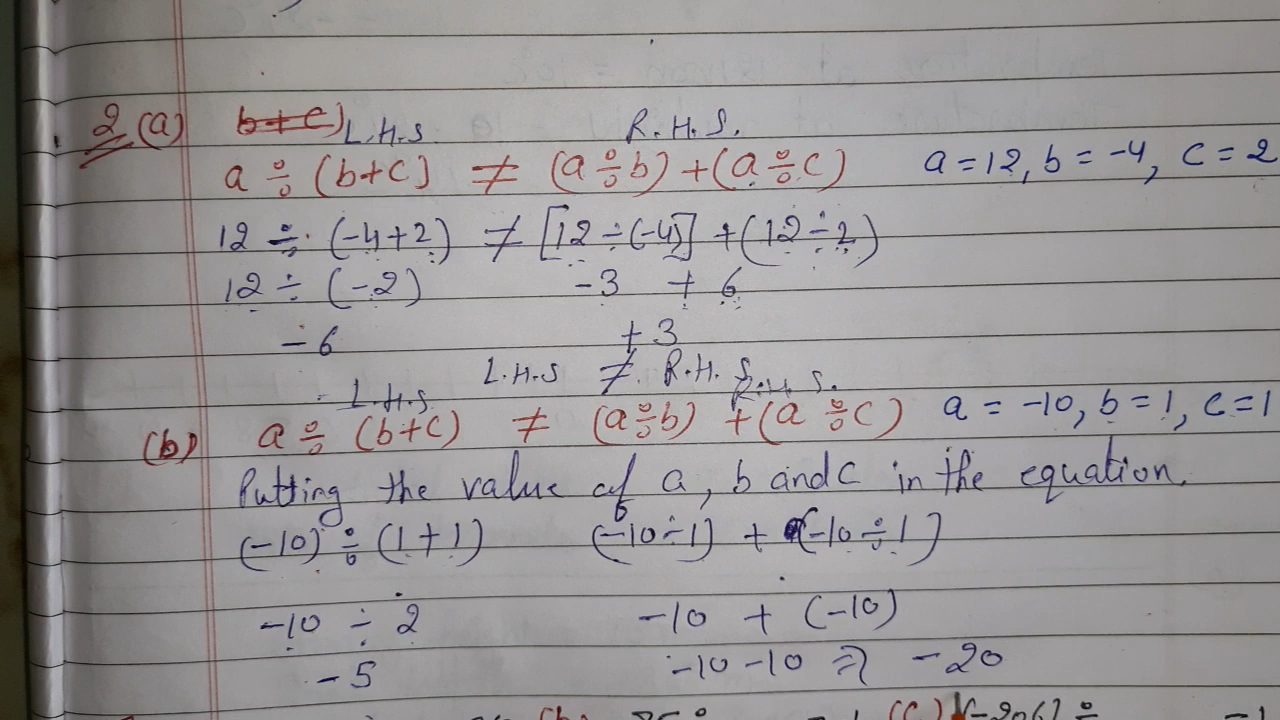 2 (a) b+c) L.H.S. R.H.S.
a ÷ (b+c] ≠ (a÷b) + (a÷c) a=12, b=-4, c=2
12 ÷ (-4+2) ≠ [12÷(-4)] + (12÷2)
12 ÷ (-2) -3 + 6
-6 +3
L.H.S ≠ R.H.S.
L.H.S. R.H.S.
(b) a ÷ (b+c) ≠ (a÷b) + (a÷c) a=-10, b=1, c=1
Putting the value of a, b and c in the equation.
(-10) ÷ (1+1) (-10÷1) + (-10÷1)
-10 ÷ 2 -10 + (-10)
-5 -10-10 ⇒ -20